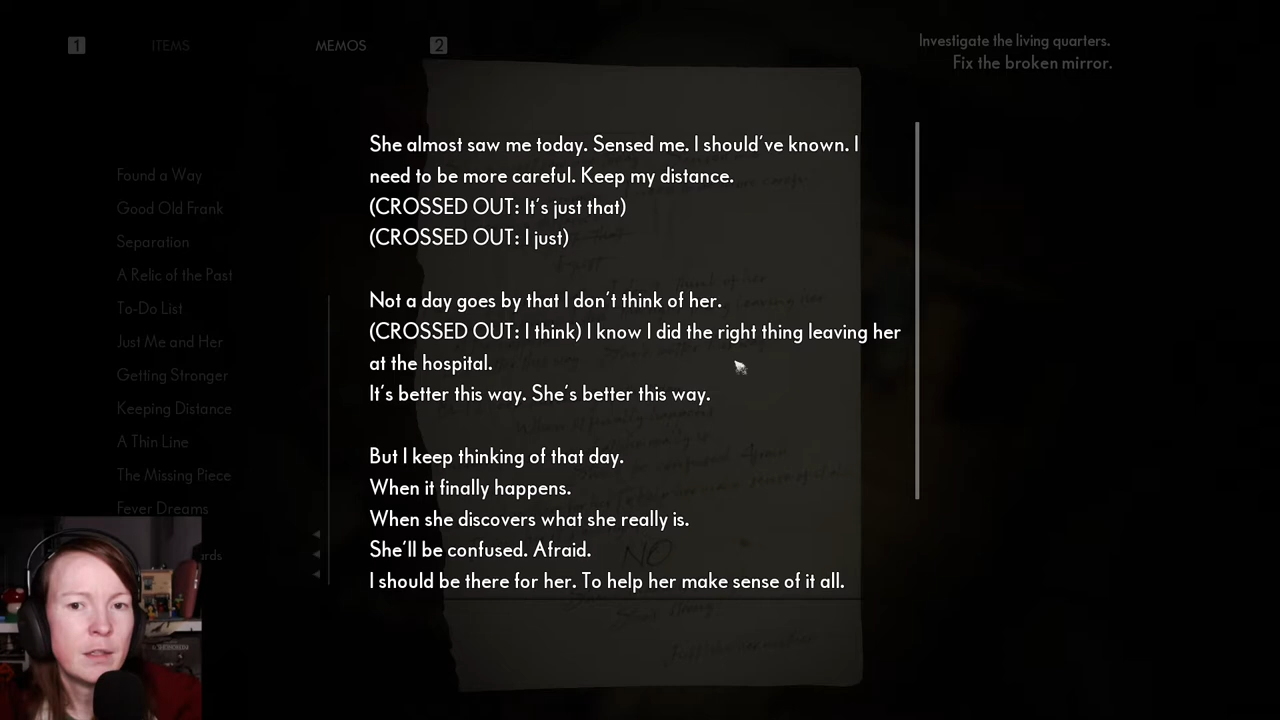 1 ITEMS MEMOS 2
Investigate the living quarters.
Fix the broken mirror.
Found a Way
Good Old Frank
Separation
A Relic of the Past
To-Do List
Just Me and Her
Getting Stronger
Keeping Distance
A Thin Line
The Missing Piece
Fever Dreams
ards
She almost saw me today. Sensed me. I should've known. I
need to be more careful. Keep my distance.
(CROSSED OUT: It's just that)
(CROSSED OUT: I just)
Not a day goes by that I don't think of her.
(CROSSED OUT: I think) I know I did the right thing leaving her
at the hospital.
It's better this way. She's better this way.
But I keep thinking of that day.
When it finally happens.
When she discovers what she really is.
She'll be confused. Afraid.
I should be there for her. To help her make sense of it all.
NO